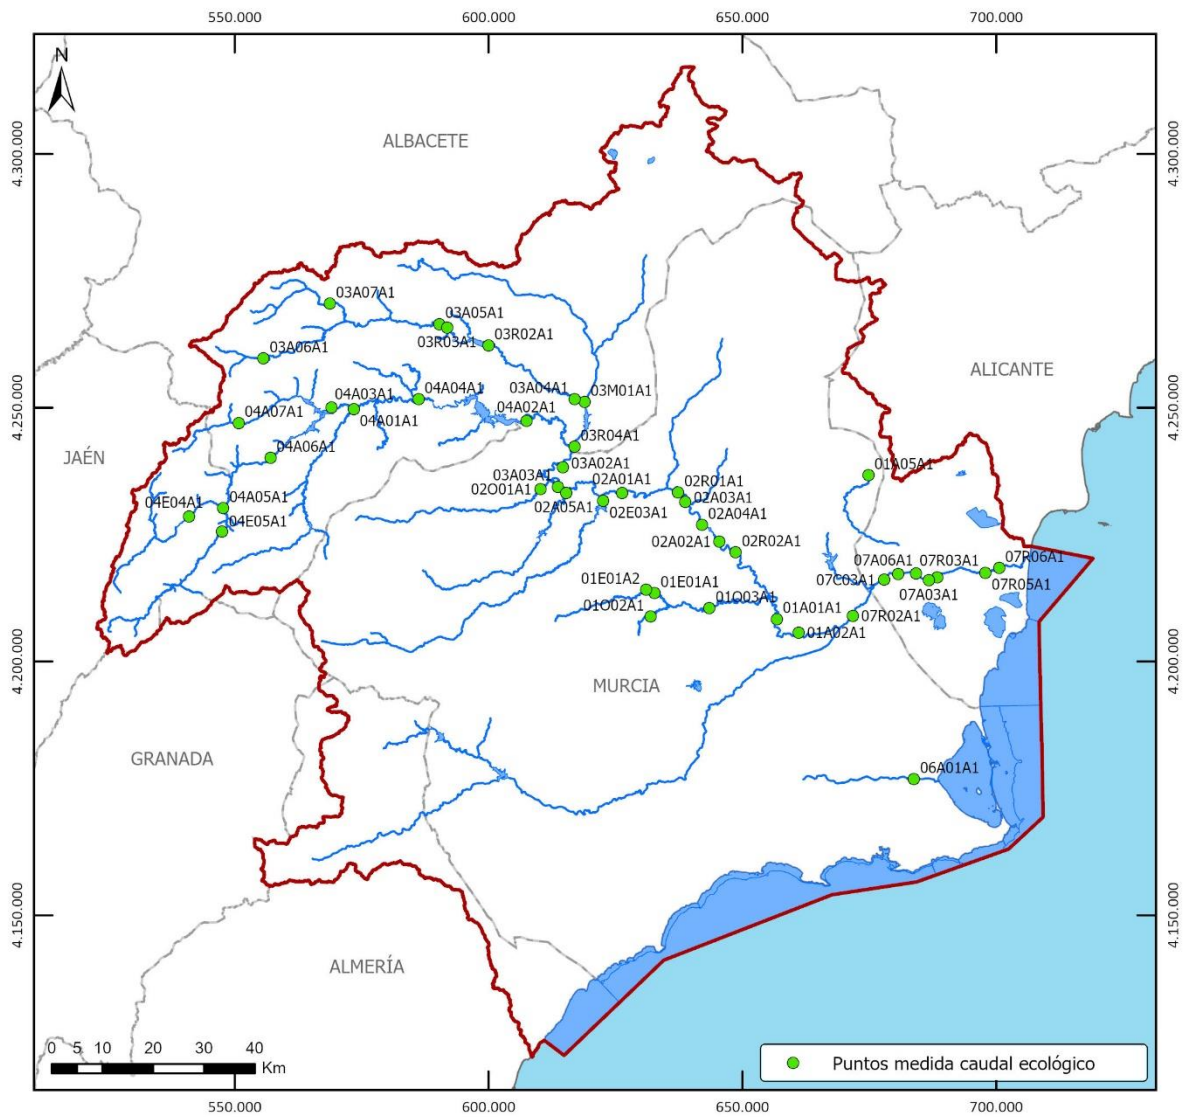 550.000
600.000
650.000
700.000
N
ALBACETE
4.300.000
4.300.000
03A07A1
03A05A1
03R03A1
03R02A1
03A06A1
ALICANTE
04A04A1
03A04A1
03M01A1
04A03A1
04A02A1
04A07A1
04A01A1
4.250.000
4.250.000
JAÉN
04A06A1
03R04A1
03A02A1
01A05A1
03A03A1
02A01A1
02R01A1
02O01A1
04A05A1
04E04A1
02A03A1
02A05A1
02E03A1
04E05A1
02A04A1
02A02A1
02R02A1
07A06A1
07R03A1
07R06A1
07C03A1
07R05A1
01E01A2
01E01A1
07A03A1
01O02A1
01O03A1
01A01A1
07R02A1
01A02A1
4.200.000
4.200.000
MURCIA
GRANADA
06A01A1
4.150.000
4.150.000
ALMERÍA
0 5 10 20 30 40
Km
Puntos medida caudal ecológico
550.000
600.000
650.000
700.000